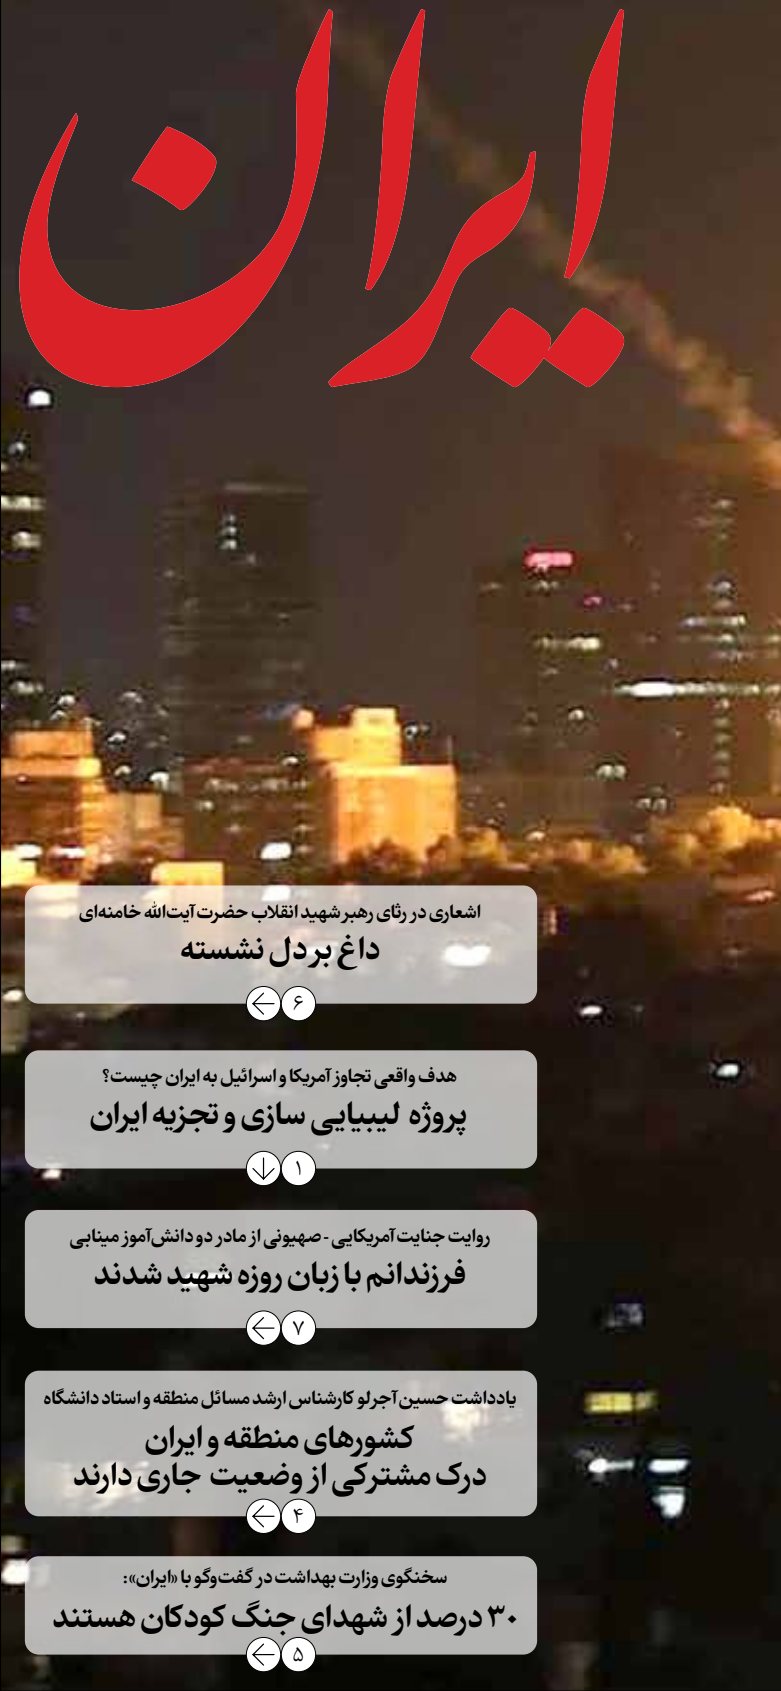 ایران
اشعاری در رثای رهبر شهید انقلاب حضرت آیت‌الله خامنه‌ای
داغ بر دل نشسته
۶
هدف واقعی تجاوز آمریکا و اسرائیل به ایران چیست؟
پروژه لیبیایی سازی و تجزیه ایران
۱
روایت جنایت آمریکایی - صهیونی از مادر دو دانش‌آموز مینابی
فرزندانم با زبان روزه شهید شدند
۷
یادداشت حسین آجرلو کارشناس ارشد مسائل منطقه و استاد دانشگاه
کشورهای منطقه و ایران
درک مشترکی از وضعیت جاری دارند
۴
سخنگوی وزارت بهداشت در گفت‌وگو با «ایران»:
۳۰ درصد از شهدای جنگ کودکان هستند
۵